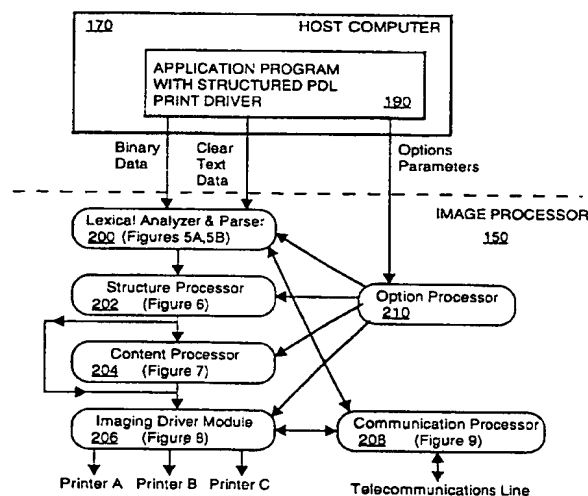 170 HOST COMPUTER
APPLICATION PROGRAM
WITH STRUCTURED PDL
PRINT DRIVER 190
Binary
Data
Clear
Text
Data
Options
Parameters
IMAGE PROCESSOR
150
Lexical Analyzer & Parser
200 (Figures 5A,5B)
Structure Processor
202 (Figure 6)
Option Processor
210
Content Processor
204 (Figure 7)
Imaging Driver Module
206 (Figure 8)
Communication Processor
208 (Figure 9)
Printer A Printer B Printer C
Telecommunications Line